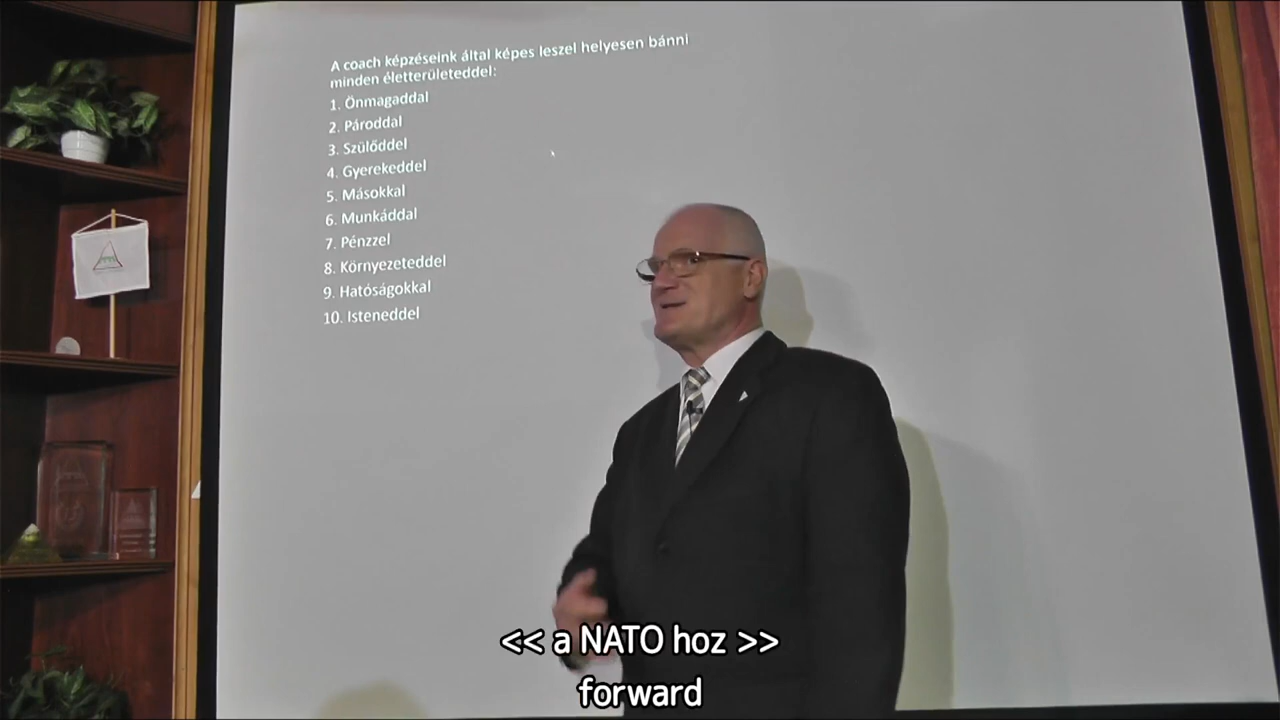 A coach képzéseink által képes leszel helyesen bánni
minden életterületeddel:
1. Önmagaddal
2. Pároddal
3. Szülőddel
4. Gyerekeddel
5. Másokkal
6. Munkáddal
7. Pénzzel
8. Környezeteddel
9. Hatóságokkal
10. Isteneddel
<< a NATO hoz >>
forward